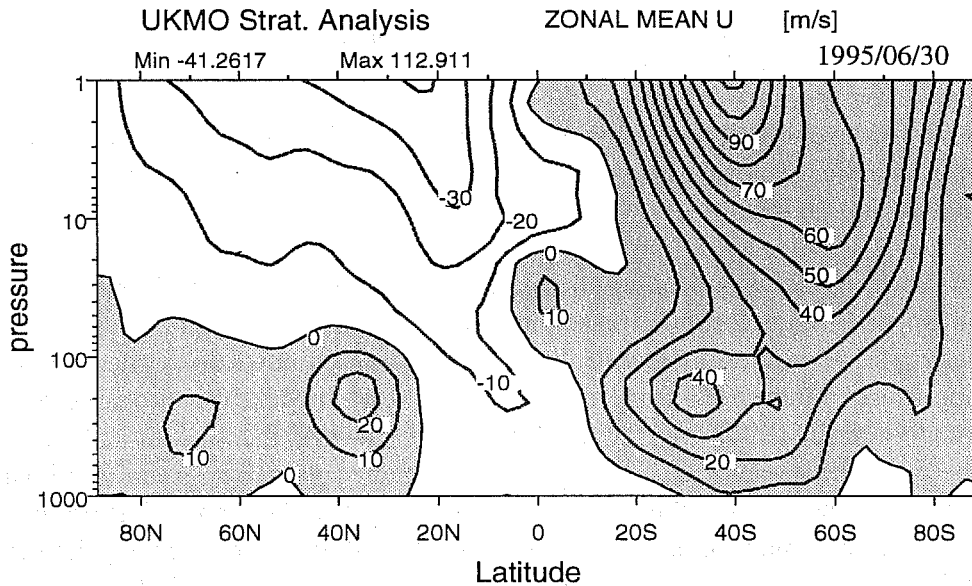 UKMO Strat. Analysis ZONAL MEAN U [m/s]
Min -41.2617 Max 112.911 1995/06/30
1
90
-30 70
10 -20
60
0 50
pressure
10 40
0
100
-10 40
20
10 10 20
0
1000
80N 60N 40N 20N 0 20S 40S 60S 80S
Latitude